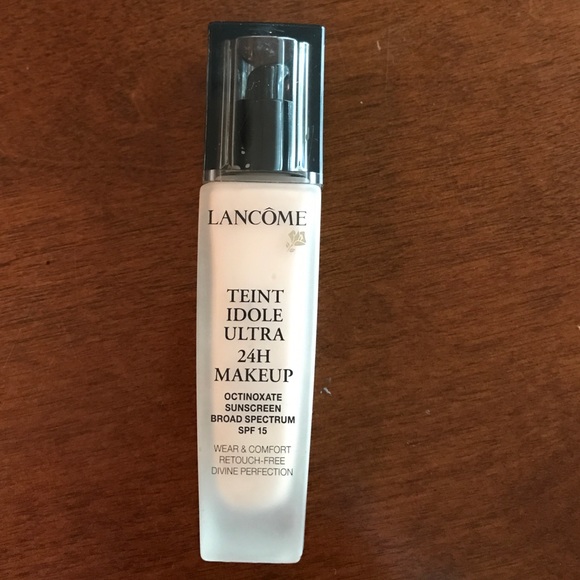 LANCÔME
TEINT
IDOLE
ULTRA
24H
MAKEUP
OCTINOXATE
SUNSCREEN
BROAD SPECTRUM
SPF 15
WEAR & COMFORT
RETOUCH-FREE
DIVINE PERFECTION